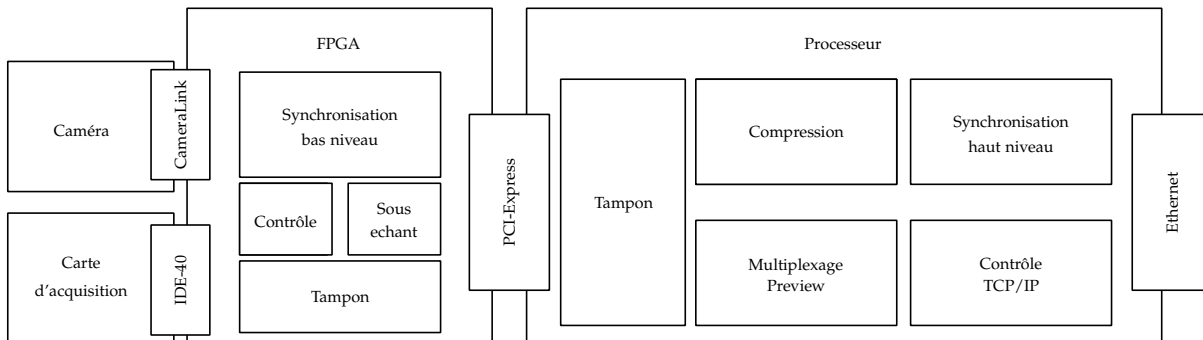 FPGA
Processeur
Caméra
CameraLink
Synchronisation
bas niveau
Contrôle
Sous
echant
Tampon
Carte
d'acquisition
IDE-40
PCI-Express
Tampon
Compression
Synchronisation
haut niveau
Multiplexage
Preview
Contrôle
TCP/IP
Ethernet